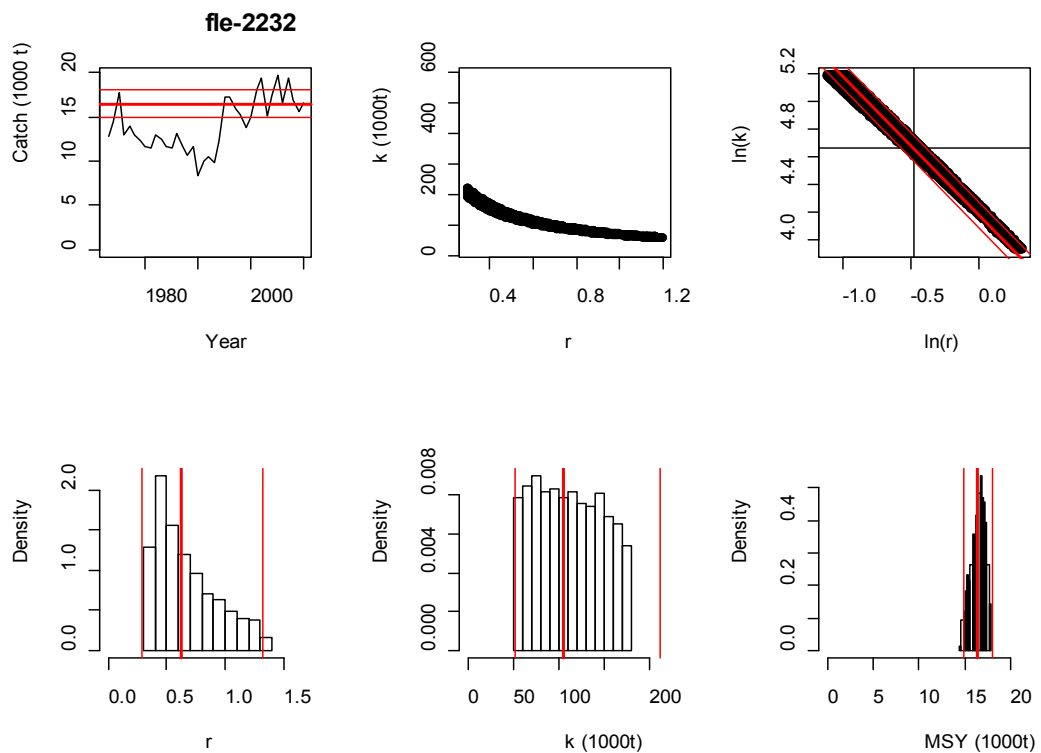 fle-2232
Catch (1000 t)
0 5 10 15 20
1980 2000
Year
k (1000t)
0 200 400 600
0.4 0.8 1.2
r
ln(k)
4.0 4.4 4.8 5.2
-1.0 -0.5 0.0
ln(r)
Density
0.0 1.0 2.0
0.0 0.5 1.0 1.5
r
Density
0.000 0.004 0.008
0 50 100 200
k (1000t)
Density
0.0 0.2 0.4
0 5 10 15 20
MSY (1000t)